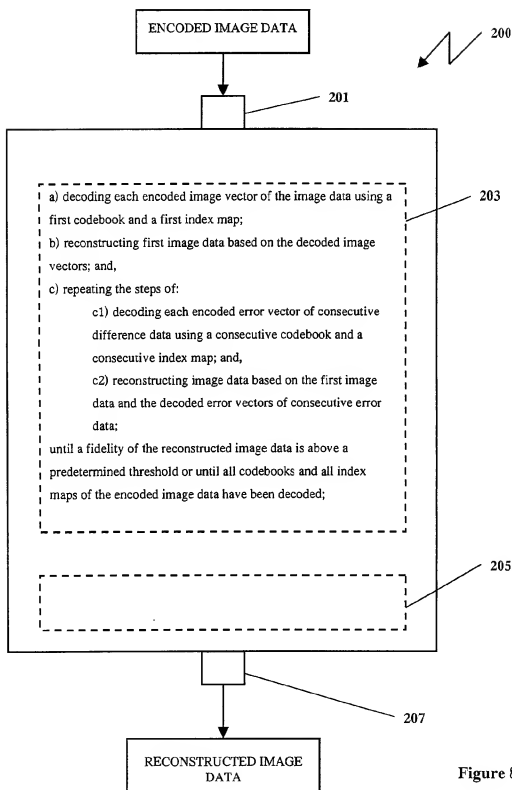 ENCODED IMAGE DATA
200
201
a) decoding each encoded image vector of the image data using a
first codebook and a first index map;
203
b) reconstructing first image data based on the decoded image
vectors; and,
c) repeating the steps of:
c1) decoding each encoded error vector of consecutive
difference data using a consecutive codebook and a
consecutive index map; and,
c2) reconstructing image data based on the first image
data and the decoded error vectors of consecutive error
data;
until a fidelity of the reconstructed image data is above a
predetermined threshold or until all codebooks and all index
maps of the encoded image data have been decoded;
205
207
RECONSTRUCTED IMAGE
DATA
Figure 8